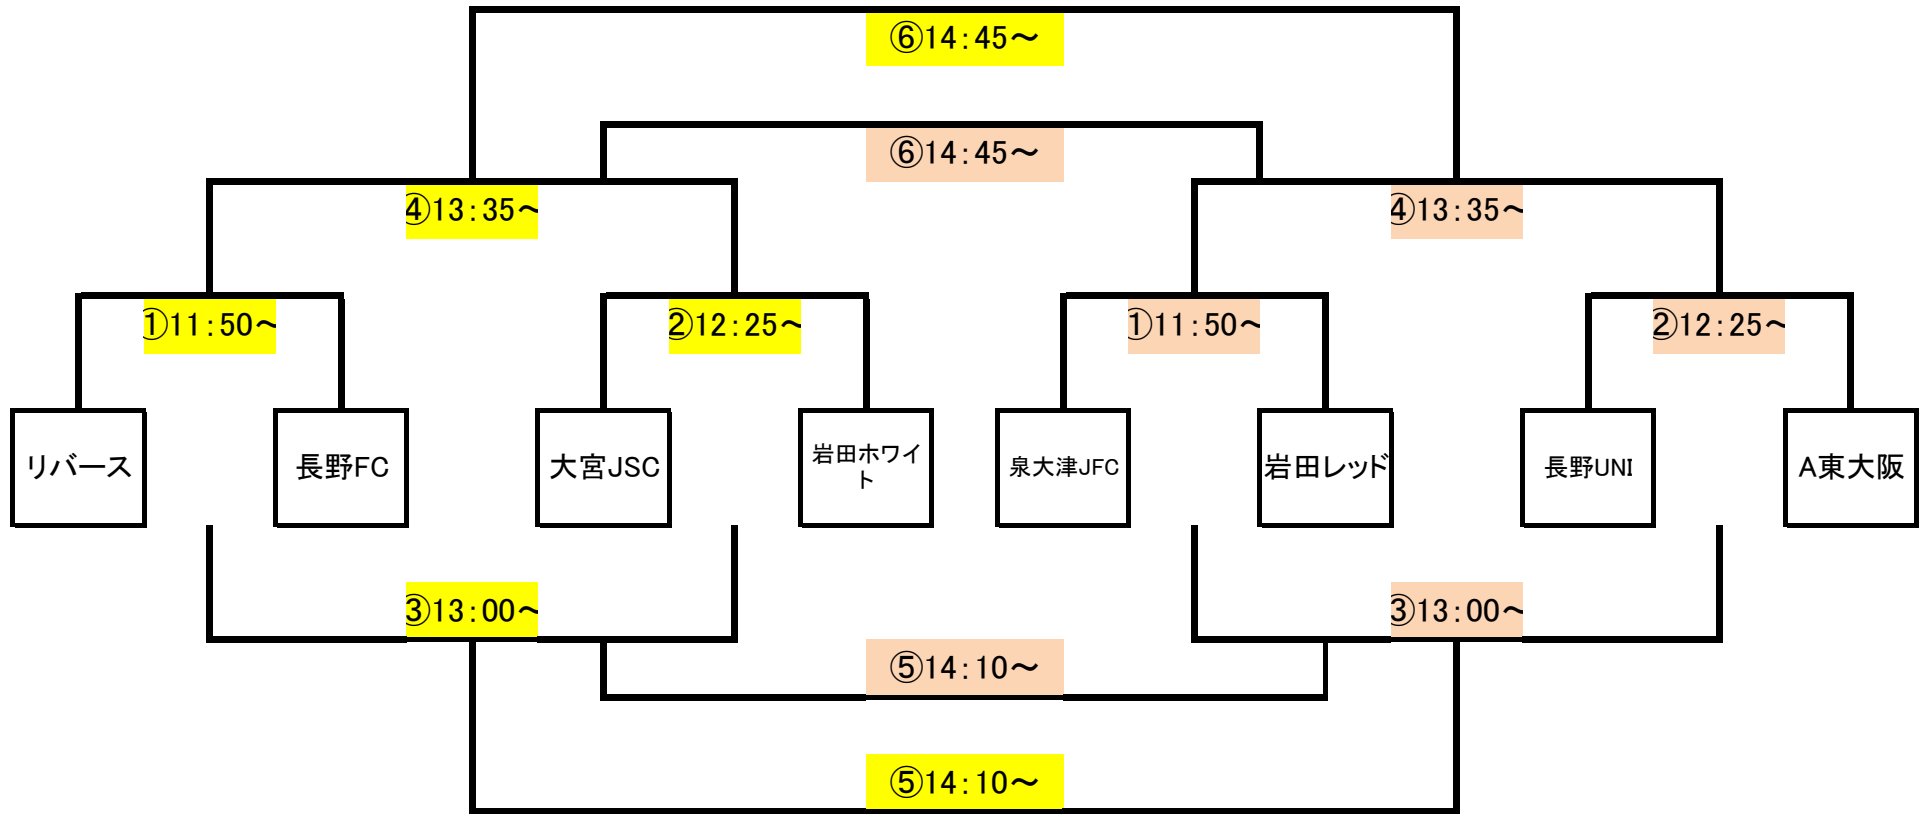 ⑥14:45～
⑥14:45～
④13:35～
④13:35～
①11:50～
②12:25～
①11:50～
②12:25～
リバース
長野FC
大宮JSC
岩田ホワイ
ト
泉大津JFC
岩田レッド
長野UNI
A東大阪
③13:00～
③13:00～
⑤14:10～
⑤14:10～